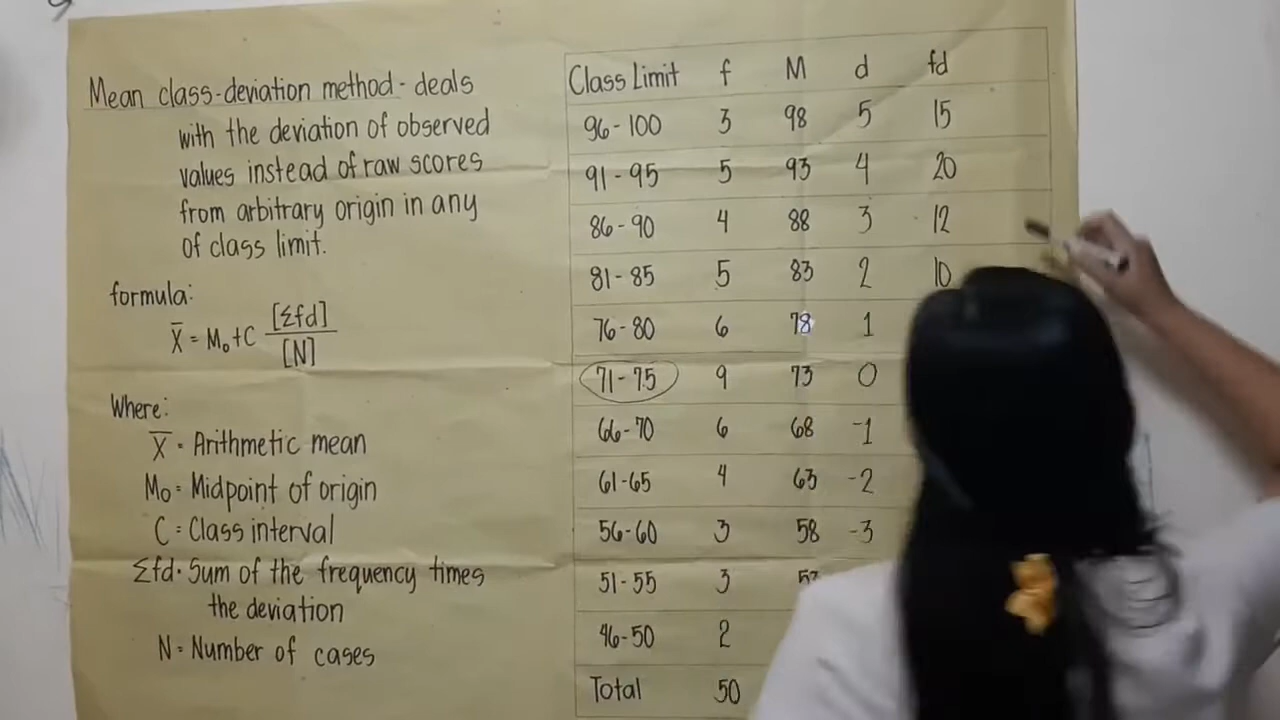 Mean class-deviation method - deals
with the deviation of observed
values instead of raw scores
from arbitrary origin in any
of class limit.
formula:
X̄ = M₀+C [Σfd] / [N]
Where:
X̄ = Arithmetic mean
M₀ = Midpoint of origin
C = Class interval
Σfd = Sum of the frequency times
the deviation
N = Number of cases
Class Limit f M d fd
96-100 3 98 5 15
91-95 5 93 4 20
86-90 4 88 3 12
81-85 5 83 2 10
76-80 6 78 1
71-75 9 73 0
66-70 6 68 -1
61-65 4 63 -2
56-60 3 58 -3
51-55 3
46-50 2
Total 50